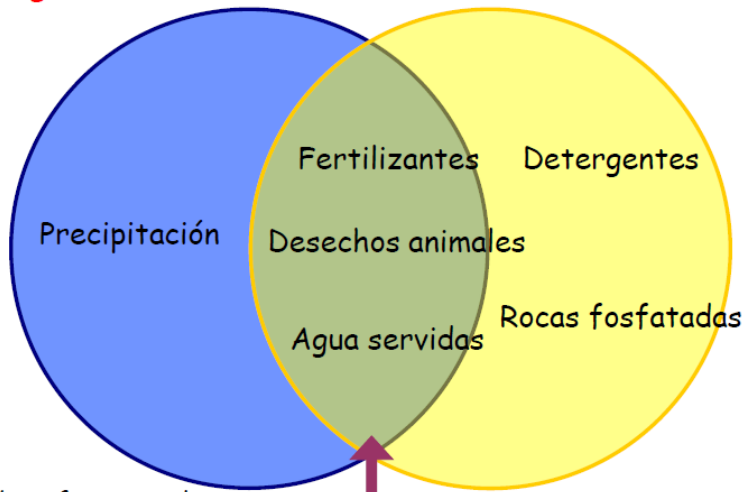 Fertilizantes
Detergentes
Precipitación
Desechos animales
Rocas fosfatadas
Agua servidas